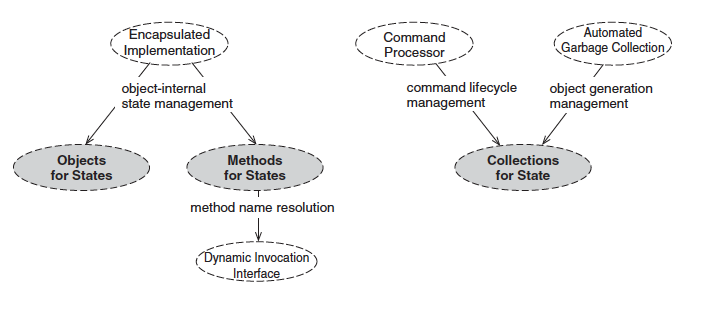 Encapsulated
Implementation
Command
Processor
Automated
Garbage Collection
object-internal
state management
command lifecycle
management
object generation
management
Objects
for States
Methods
for States
Collections
for State
method name resolution
Dynamic Invocation
Interface